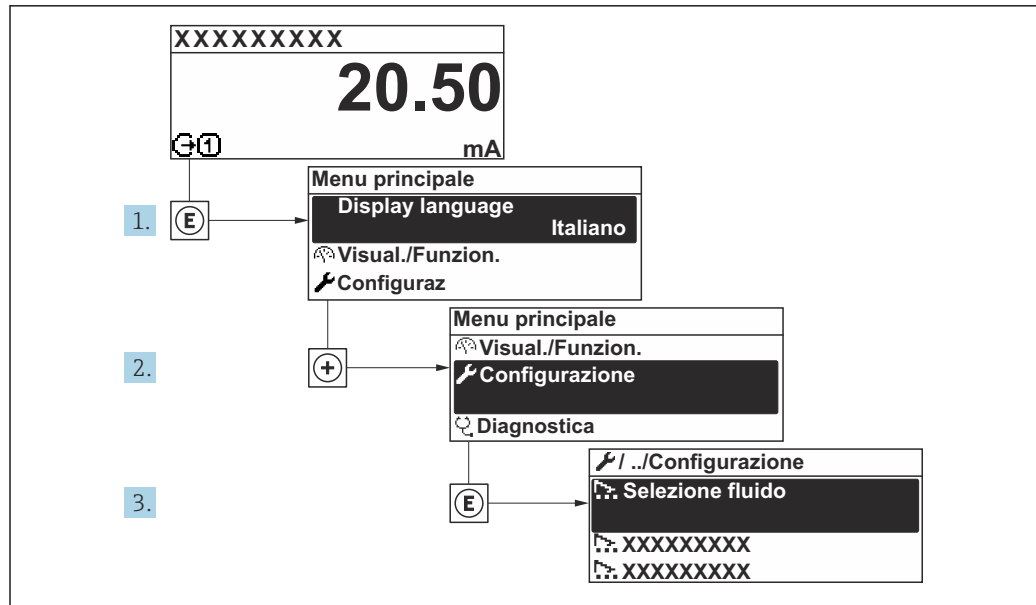 XXXXXXXXX
20.50
1
mA
Menu principale
1.
E
Display language
Italiano
Visual./Funzion.
Configuraz
Menu principale
Visual./Funzion.
2.
+
Configurazione
Diagnostica
/ ../Configurazione
3.
E
Selezione fluido
XXXXXXXXX
XXXXXXXXX